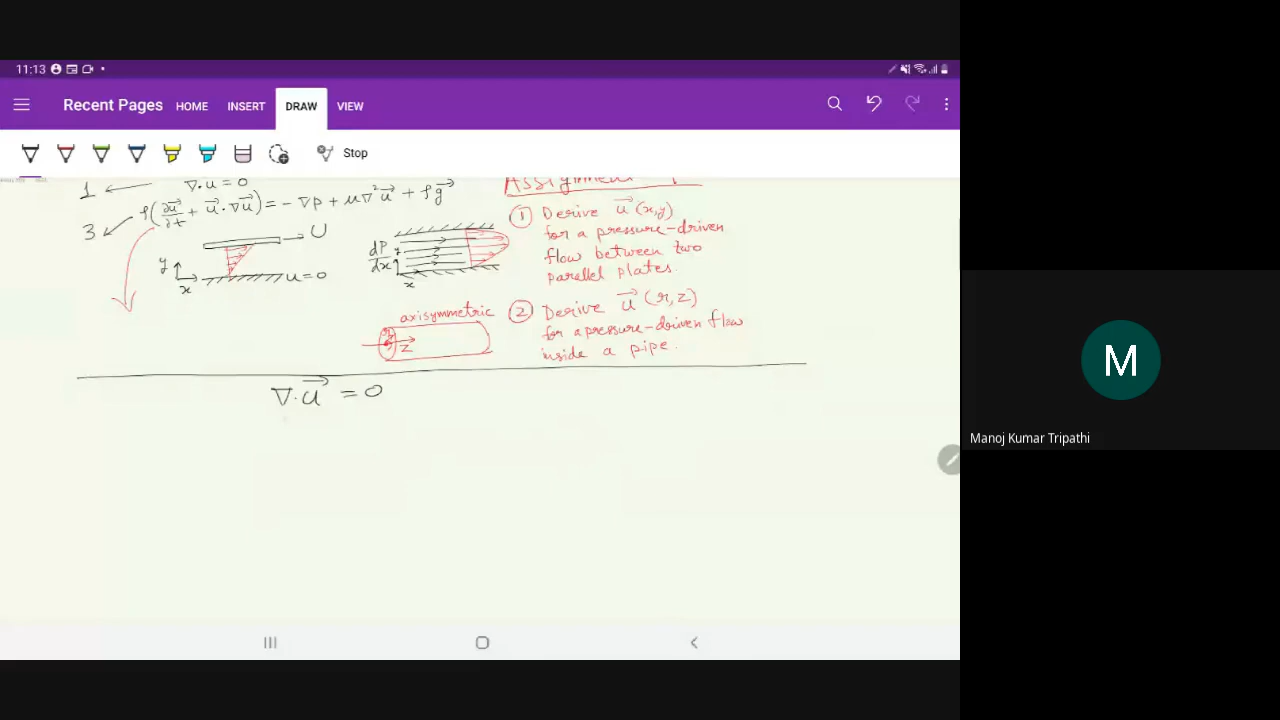 11:13
Recent Pages HOME INSERT DRAW VIEW
Stop
1 ← ∇.u = 0
3 ρ(∂u⃗/∂t + u⃗.∇u⃗) = -∇P + μ∇²u⃗ + ρg⃗
U
y
x
u=0
dP/dx
y
x
axisymmetric
r
z
Assignment
① Derive u⃗(x,y)
for a pressure-driven
flow between two
parallel plates.
② Derive u⃗(r,z)
for a pressure-driven flow
inside a pipe.
∇.u⃗ = 0
M
Manoj Kumar Tripathi